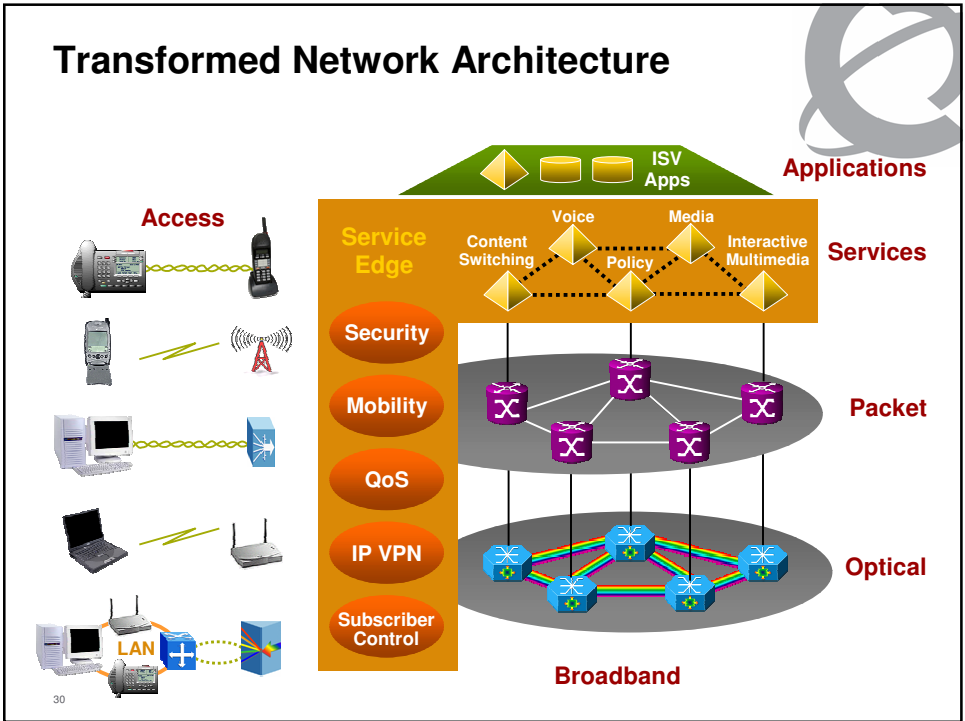 Transformed Network Architecture
ISV
Apps
Applications
Access
Service
Edge
Voice
Media
Content
Switching
Policy
Interactive
Multimedia
Services
Security
Mobility
Packet
QoS
IP VPN
Optical
Subscriber
Control
LAN
Broadband
30